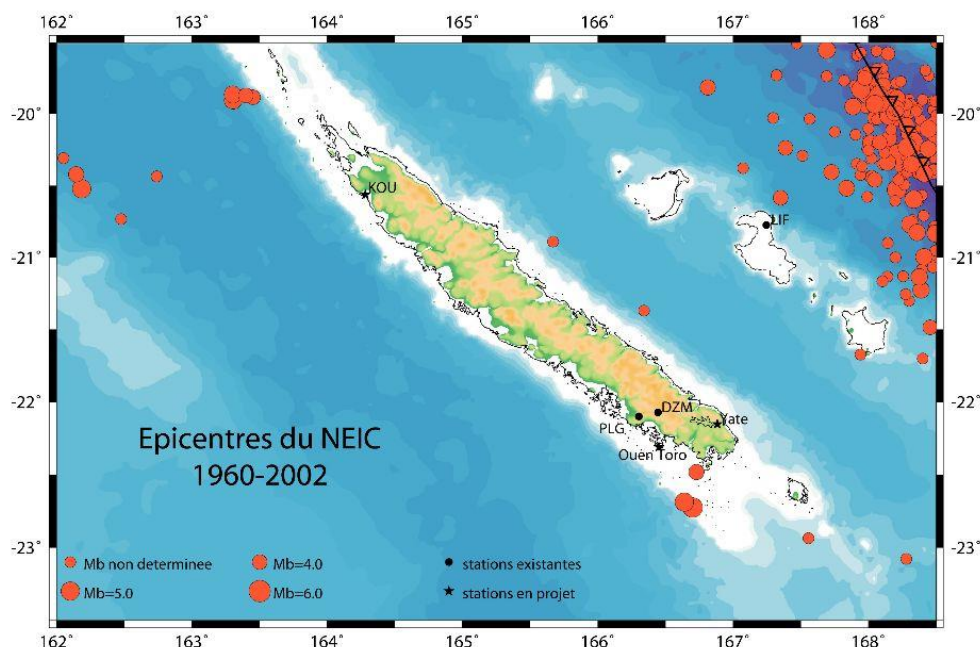 162˚ 163˚ 164˚ 165˚ 166˚ 167˚ 168˚
-20˚ -20˚
KOU
LIF
-21˚ -21˚
-22˚ -22˚
DZM
Yate
PLG
Ouen Toro
Epicentres du NEIC
1960-2002
-23˚ -23˚
Mb non determinee Mb=4.0 stations existantes
Mb=5.0 Mb=6.0 stations en projet
162˚ 163˚ 164˚ 165˚ 166˚ 167˚ 168˚